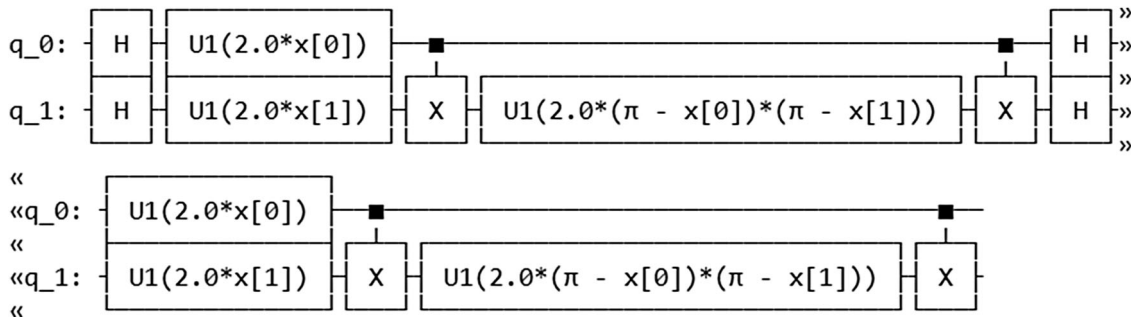 »
q_0: H U1(2.0*x[0]) ■ ■ H »
»
q_1: H U1(2.0*x[1]) X U1(2.0*(π - x[0])*(π - x[1])) X H »
»
«
«q_0: U1(2.0*x[0]) ■ ■
«
«q_1: U1(2.0*x[1]) X U1(2.0*(π - x[0])*(π - x[1])) X
«